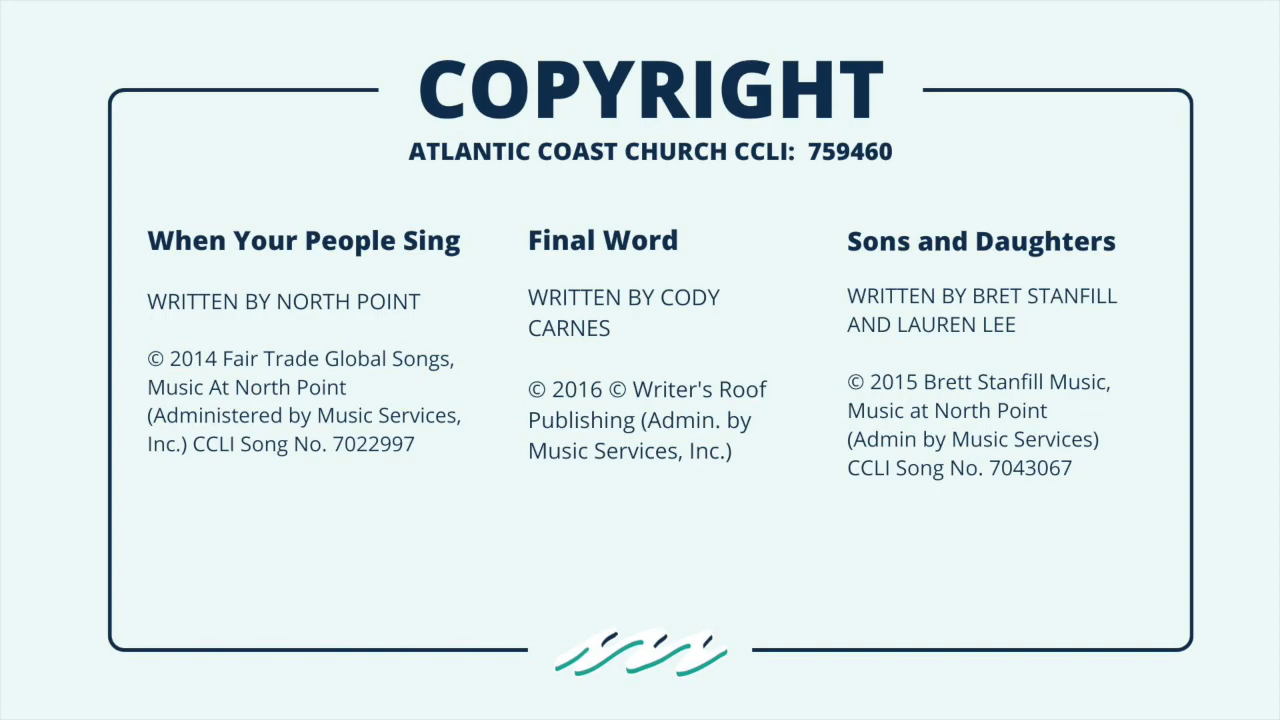 COPYRIGHT
ATLANTIC COAST CHURCH CCLI: 759460
When Your People Sing
WRITTEN BY NORTH POINT
© 2014 Fair Trade Global Songs,
Music At North Point
(Administered by Music Services,
Inc.) CCLI Song No. 7022997
Final Word
WRITTEN BY CODY
CARNES
© 2016 © Writer's Roof
Publishing (Admin. by
Music Services, Inc.)
Sons and Daughters
WRITTEN BY BRET STANFILL
AND LAUREN LEE
© 2015 Brett Stanfill Music,
Music at North Point
(Admin by Music Services)
CCLI Song No. 7043067